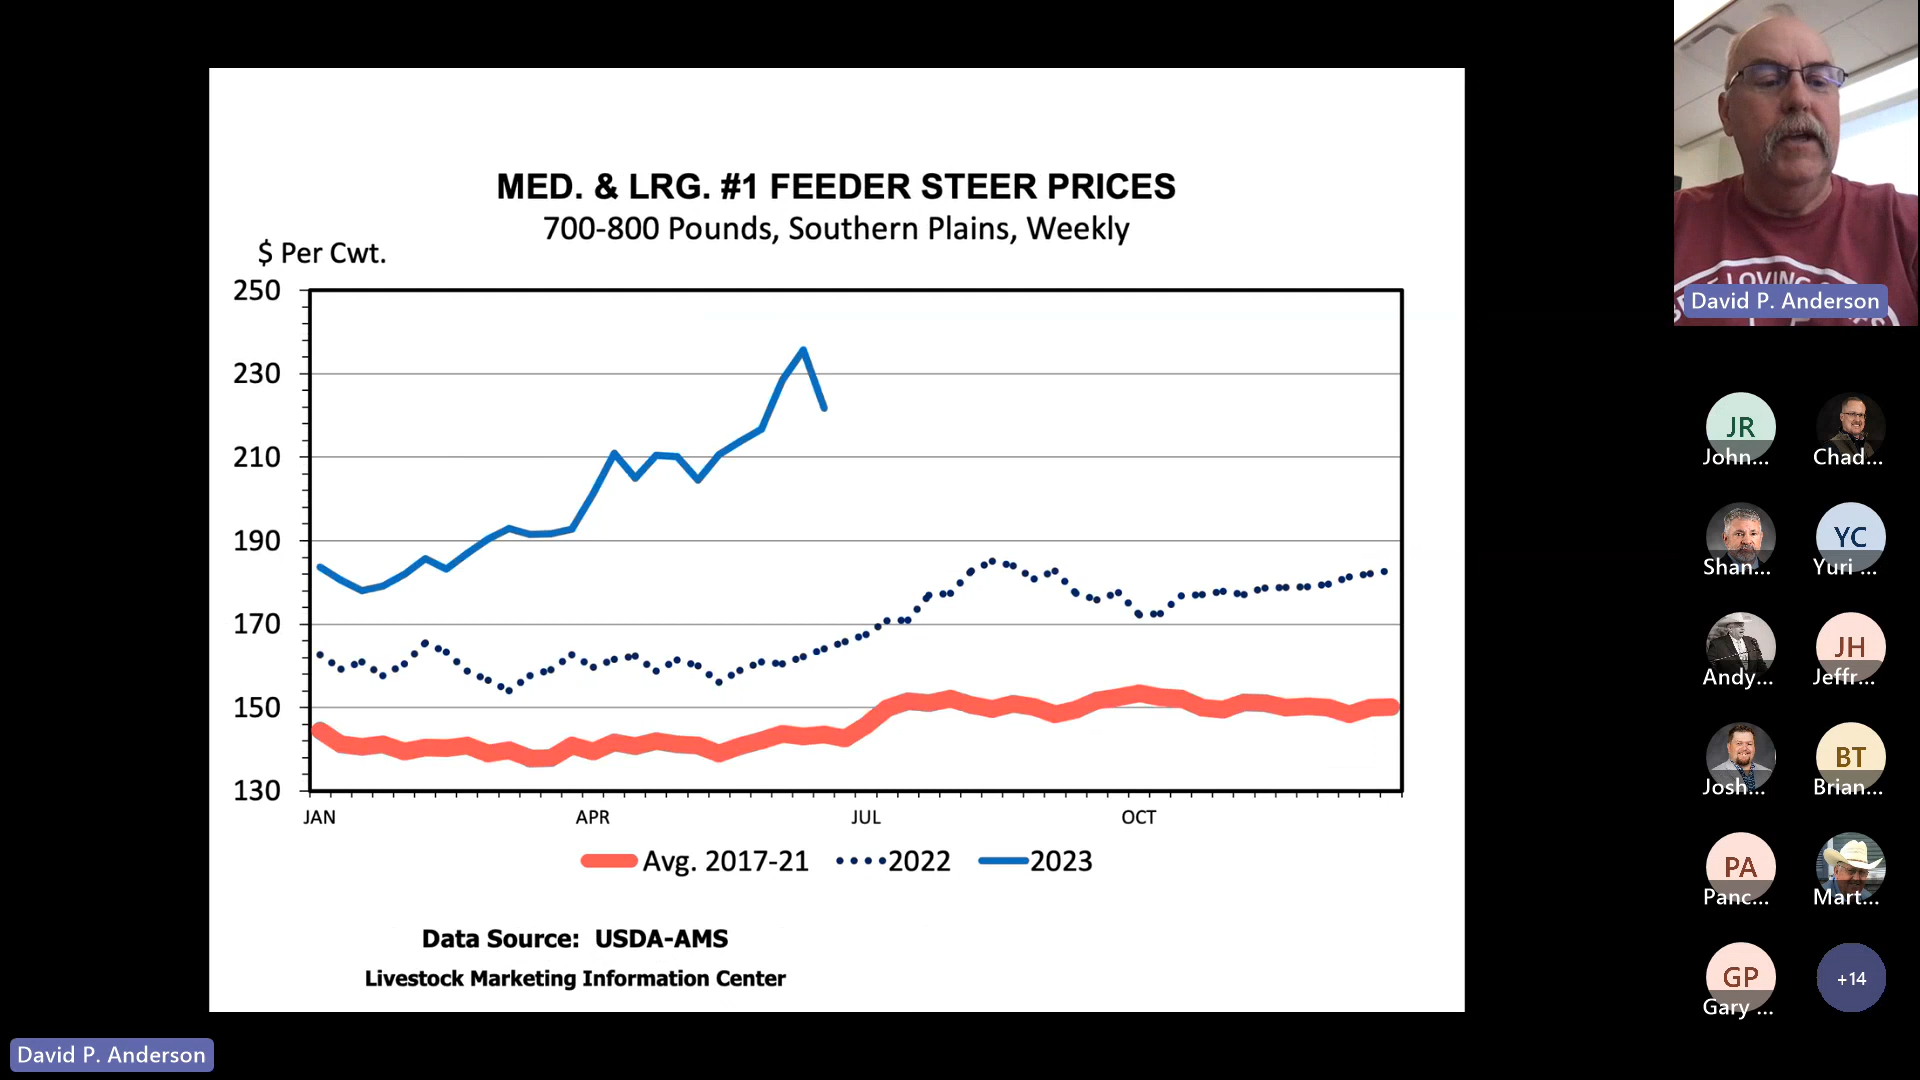 MED. & LRG. #1 FEEDER STEER PRICES
700-800 Pounds, Southern Plains, Weekly
$ Per Cwt.
250
230
210
190
170
150
130
JAN APR JUL OCT
Avg. 2017-21 2022 2023
Data Source: USDA-AMS
Livestock Marketing Information Center
David P. Anderson
LOVING
David P. Anderson
JR
John...
Chad...
Shan...
YC
Yuri ...
Andy...
JH
Jeffr...
Josh...
BT
Brian...
PA
Panc...
Mart...
GP
Gary ...
+14